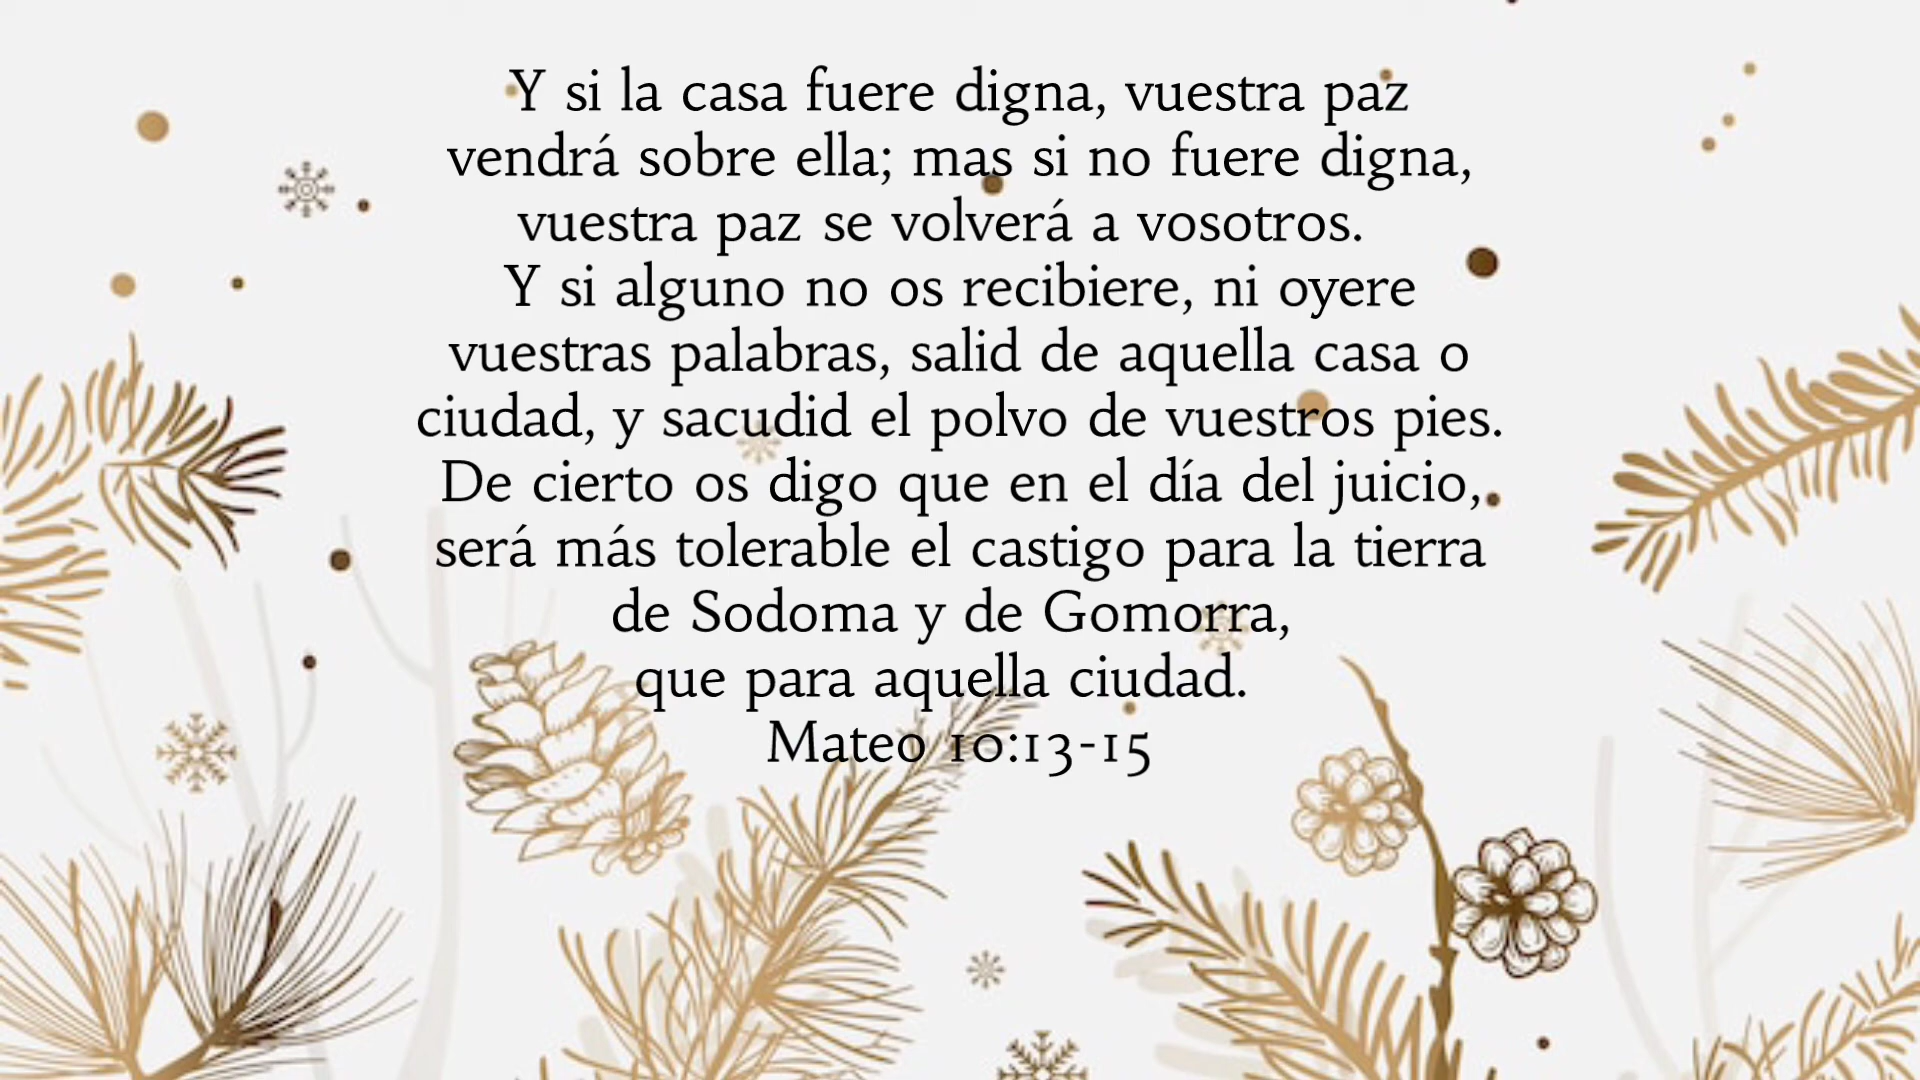 Y si la casa fuere digna, vuestra paz
vendrá sobre ella; mas si no fuere digna,
vuestra paz se volverá a vosotros.
Y si alguno no os recibiere, ni oyere
vuestras palabras, salid de aquella casa o
ciudad, y sacudid el polvo de vuestros pies.
De cierto os digo que en el día del juicio,
será más tolerable el castigo para la tierra
de Sodoma y de Gomorra,
que para aquella ciudad.
Mateo 10:13-15